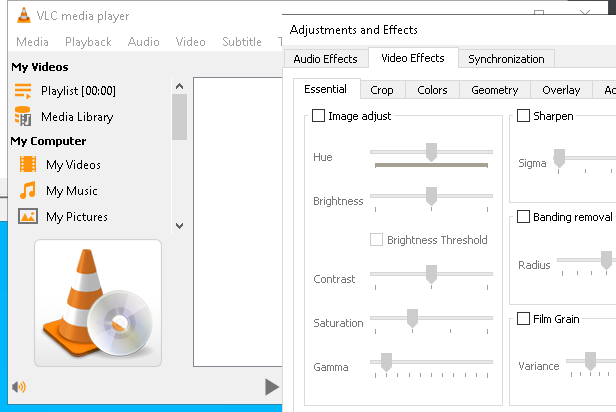 VLC media player
Media Playback Audio Video Subtitle
My Videos
Playlist [00:00]
Media Library
My Computer
My Videos
My Music
My Pictures
Adjustments and Effects
Audio Effects Video Effects Synchronization
Essential Crop Colors Geometry Overlay
Image adjust
Hue
Brightness
Brightness Threshold
Contrast
Saturation
Gamma
Sharpen
Sigma
Banding removal
Radius
Film Grain
Variance